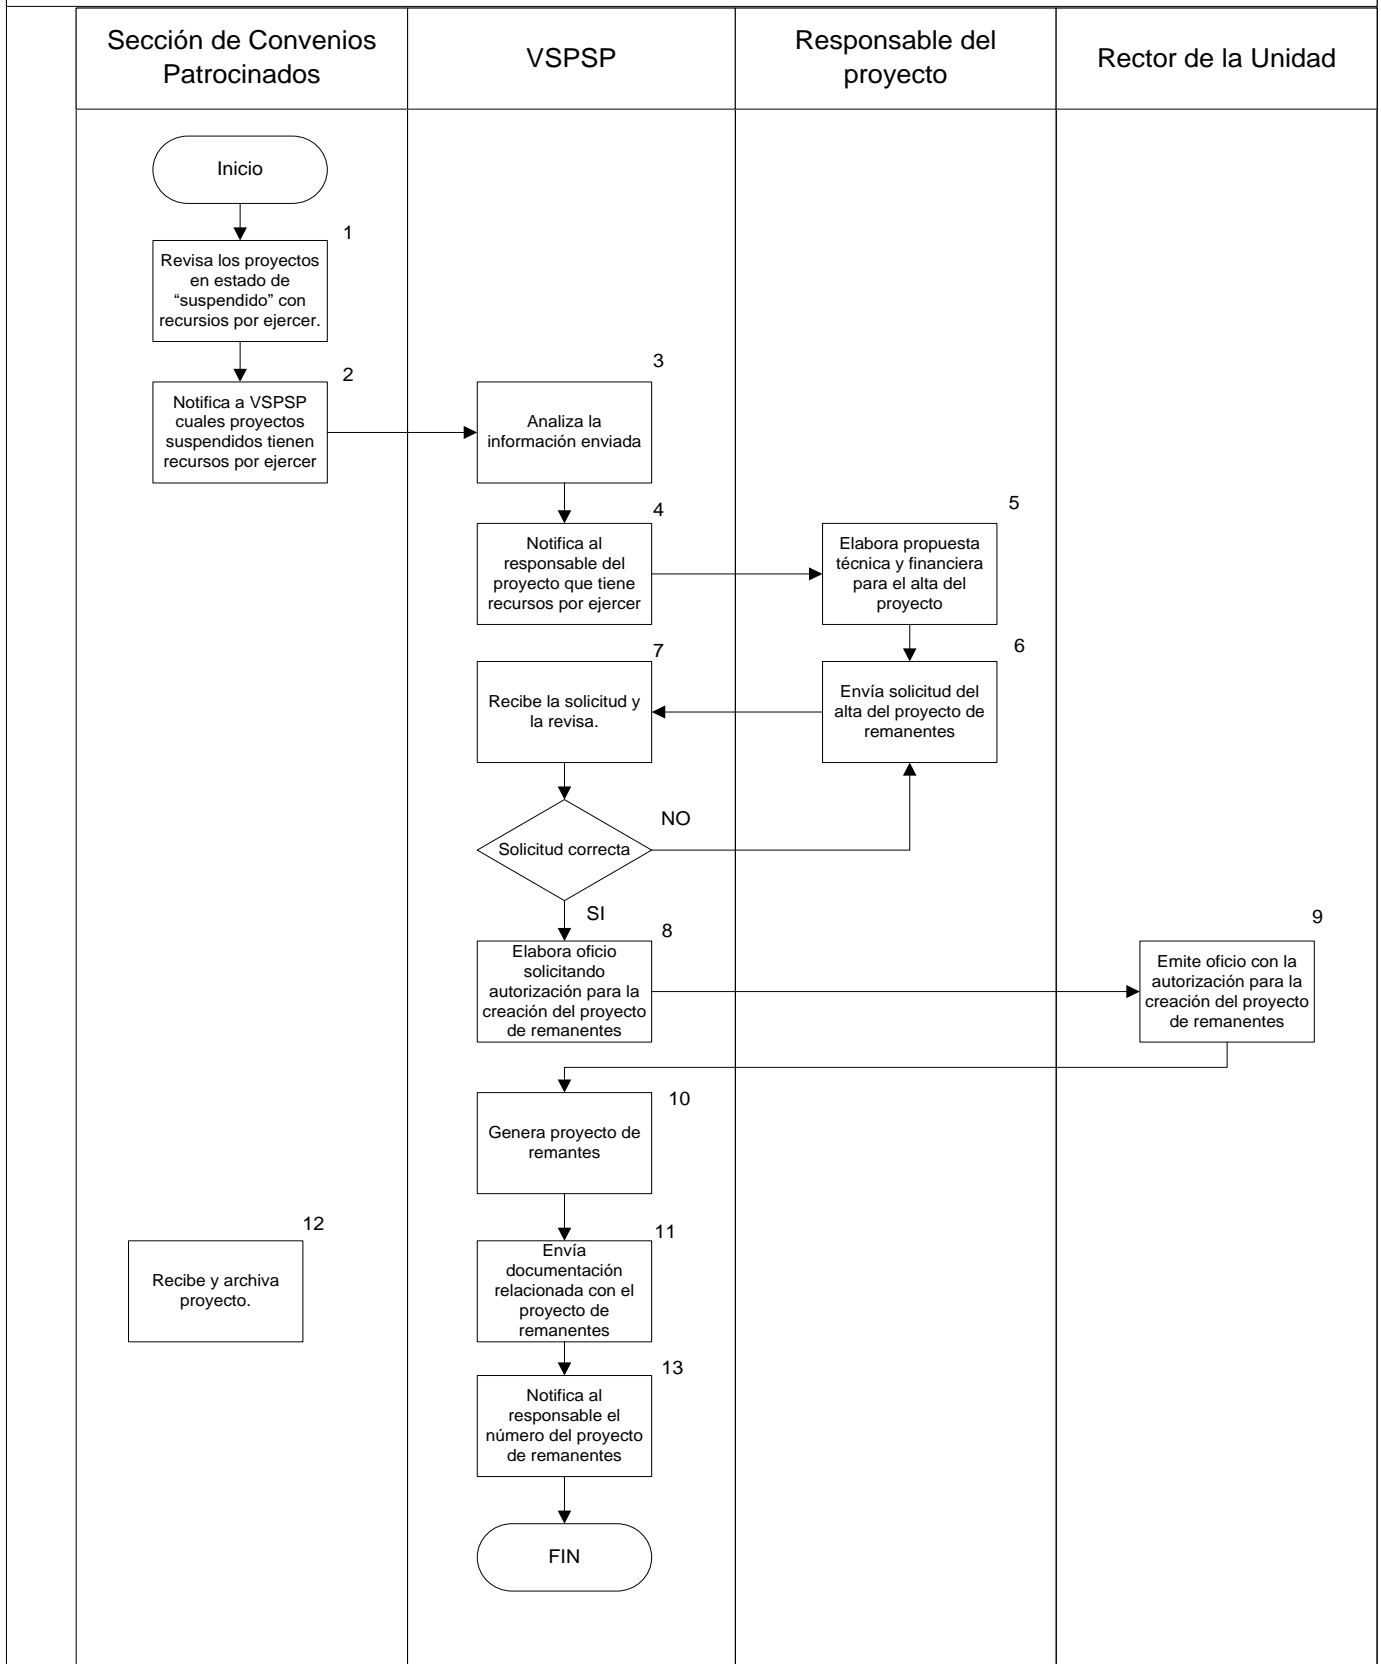 Sección de Convenios
Patrocinados
VSPSP
Responsable del
proyecto
Rector de la Unidad
Inicio
1
Revisa los proyectos
en estado de
“suspendido” con
recursios por ejercer.
2
Notifica a VSPSP
cuales proyectos
suspendidos tienen
recursos por ejercer
3
Analiza la
información enviada
4
Notifica al
responsable del
proyecto que tiene
recursos por ejercer
5
Elabora propuesta
técnica y financiera
para el alta del
proyecto
6
Envía solicitud del
alta del proyecto de
remanentes
7
Recibe la solicitud y
la revisa.
Solicitud correcta
NO
SI
8
Elabora oficio
solicitando
autorización para la
creación del proyecto
de remanentes
9
Emite oficio con la
autorización para la
creación del proyecto
de remanentes
10
Genera proyecto de
remantes
11
Envía
documentación
relacionada con el
proyecto de
remanentes
12
Recibe y archiva
proyecto.
13
Notifica al
responsable el
número del proyecto
de remanentes
FIN